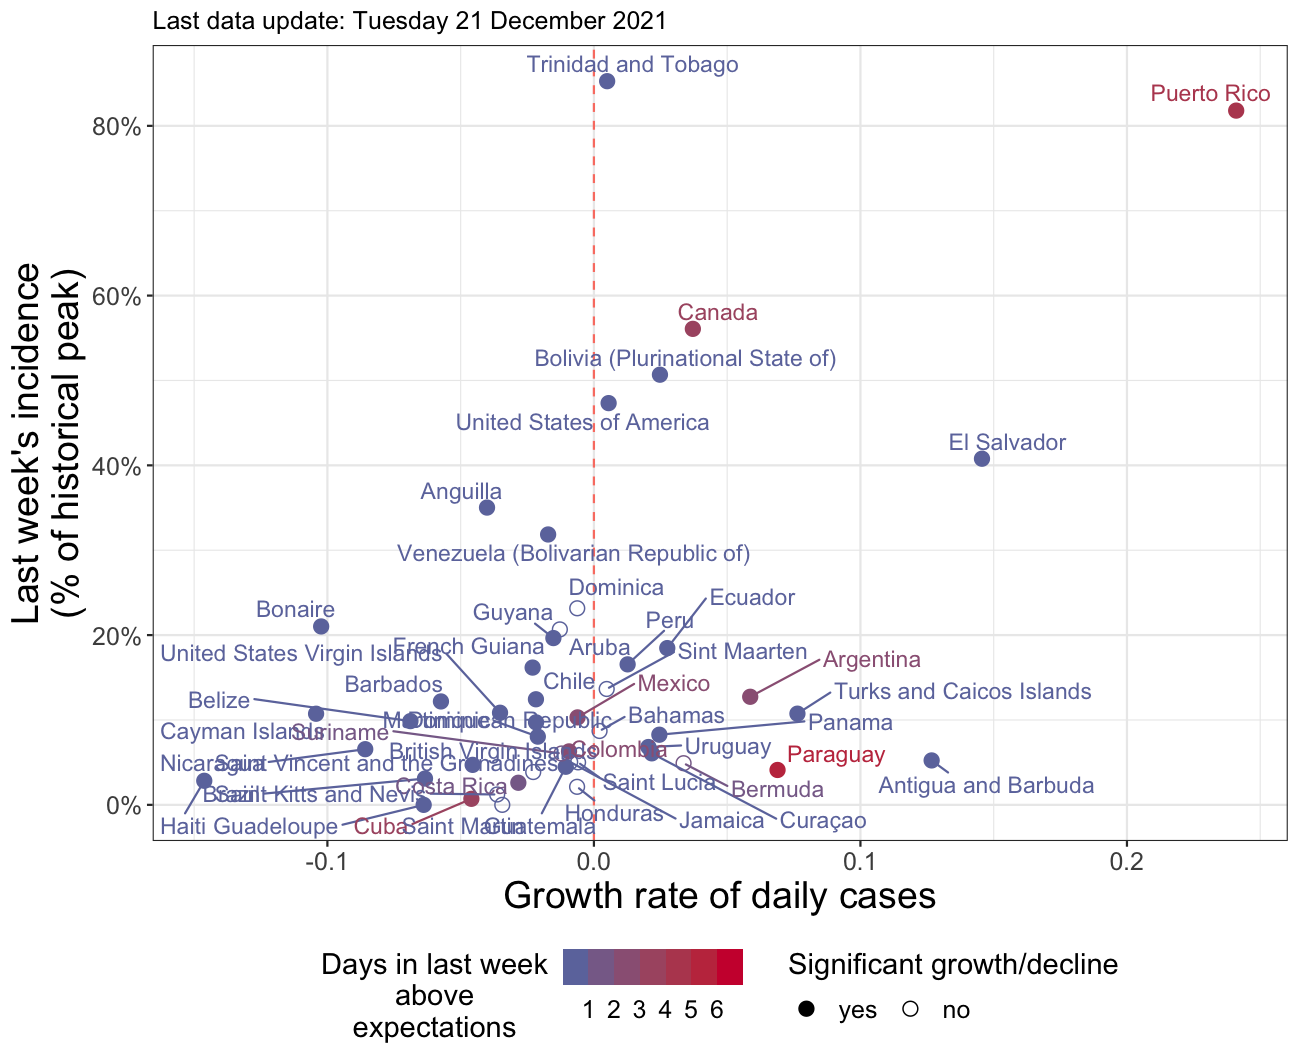 Last data update: Tuesday 21 December 2021
Last week's incidence
(% of historical peak)
80%
60%
40%
20%
0%
Trinidad and Tobago
Puerto Rico
Canada
Bolivia (Plurinational State of)
United States of America
El Salvador
Anguilla
Venezuela (Bolivarian Republic of)
Dominica
Ecuador
Bonaire
Guyana
Peru
French Guiana
Aruba
United States Virgin Islands
Sint Maarten
Argentina
Barbados
Chile
Mexico
Turks and Caicos Islands
Belize
Dominican Republic
Bahamas
Panama
Cayman Islands
Suriname
Colombia
Uruguay
British Virgin Islands
Paraguay
Nicaragua
Saint Vincent and the Grenadines
Costa Rica
Saint Lucia
Antigua and Barbuda
Bermuda
Brazil
Saint Kitts and Nevis
Honduras
Haiti
Guadeloupe
Cuba
Saint Martin
Guatemala
Jamaica
Curaçao
-0.1
0.0
0.1
0.2
Growth rate of daily cases
Days in last week
above
expectations
1 2 3 4 5 6
Significant growth/decline
yes
no